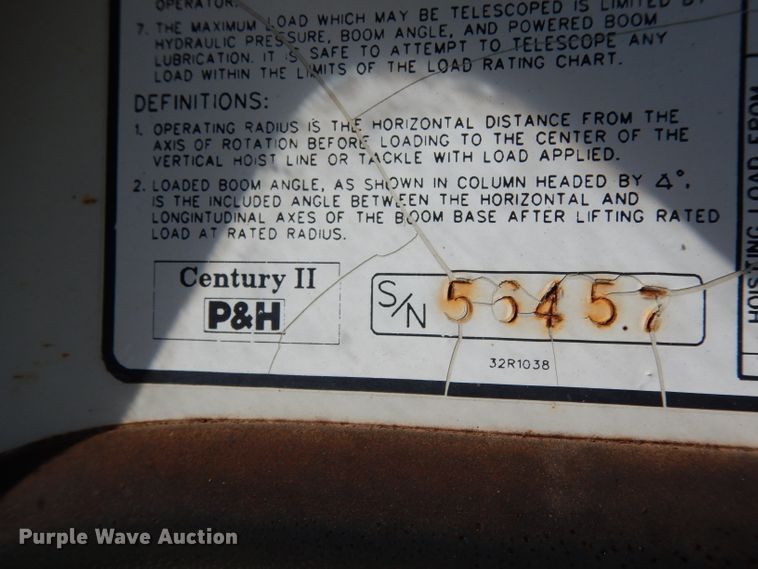 OPERATOR.
7. THE MAXIMUM LOAD WHICH MAY BE TELESCOPED IS LIMITED BY
HYDRAULIC PRESSURE, BOOM ANGLE, AND POWERED BOOM
LUBRICATION. IT IS SAFE TO ATTEMPT TO TELESCOPE ANY
LOAD WITHIN THE LIMITS OF THE LOAD RATING CHART.
DEFINITIONS:
1. OPERATING RADIUS IS THE HORIZONTAL DISTANCE FROM THE
AXIS OF ROTATION BEFORE LOADING TO THE CENTER OF THE
VERTICAL HOIST LINE OR TACKLE WITH LOAD APPLIED.
2. LOADED BOOM ANGLE, AS SHOWN IN COLUMN HEADED BY ∡°,
IS THE INCLUDED ANGLE BETWEEN THE HORIZONTAL AND
LONGINTUDINAL AXES OF THE BOOM BASE AFTER LIFTING RATED
LOAD AT RATED RADIUS.
Century II
P&H
S/N 5645
32R1038
HOISTING LOAD FROM
Purple Wave Auction